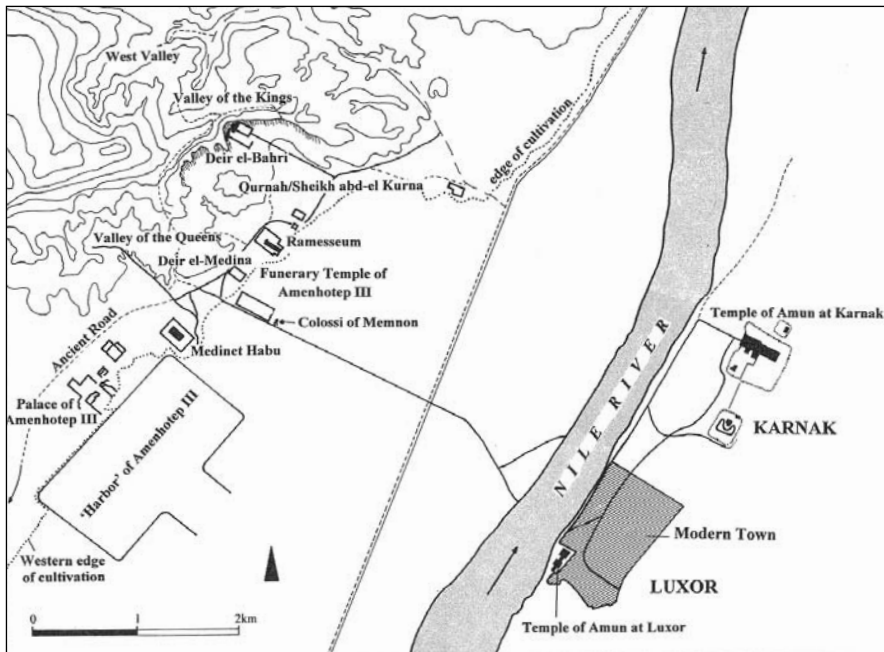 West Valley
Valley of the Kings
Deir el-Bahri
edge of cultivation
Qurnah/Sheikh abd-el Kurna
Valley of the Queens
Ramesseum
Deir el-Medina
Funerary Temple of
Amenhotep III
Colossi of Memnon
Temple of Amun at Karnak
Ancient Road
Medinet Habu
NILE RIVER
Palace of
Amenhotep III
KARNAK
'Harbor' of Amenhotep III
Modern Town
Western edge
of cultivation
LUXOR
0 1 2km
Temple of Amun at Luxor